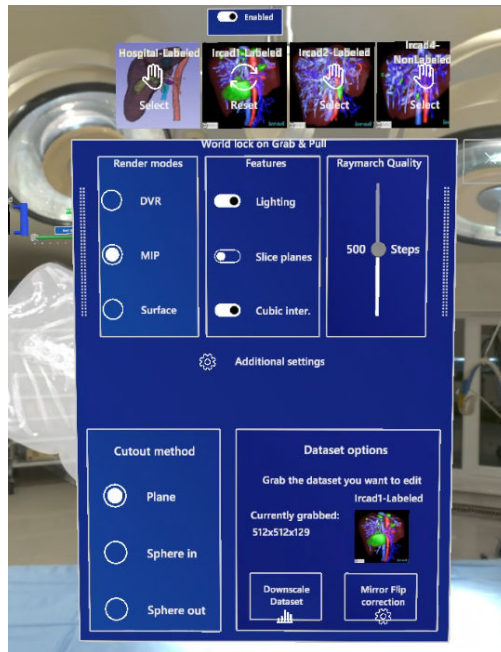 Enabled
Hospital-Labeled
Ircad1-Labeled
Ircad2-Labeled
Ircad4-
NonLabeled
Select
Reset
Select
Select
World lock on Grab & Pull
Render modes
DVR
MIP
Surface
Features
Lighting
Slice planes
Cubic inter.
Raymarch Quality
500 Steps
Additional settings
Cutout method
Plane
Sphere in
Sphere out
Dataset options
Grab the dataset you want to edit
Ircad1-Labeled
Currently grabbed:
512x512x129
Downscale
Dataset
Mirror Flip
correction